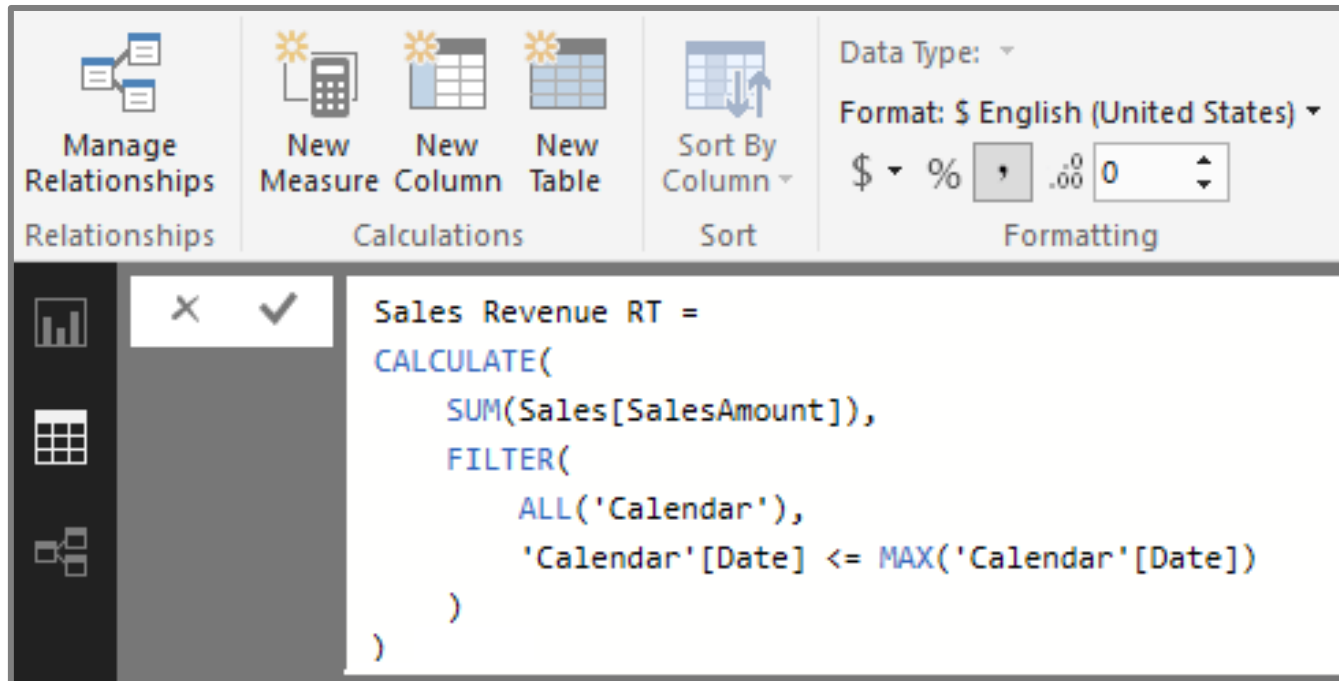 Manage
Relationships
Relationships
New
Measure
New
Column
New
Table
Calculations
Sort By
Column
Sort
Data Type:
Format: $ English (United States)
$ % , .0 .00 0
Formatting
Sales Revenue RT =
CALCULATE(
    SUM(Sales[SalesAmount]),
    FILTER(
        ALL('Calendar'),
        'Calendar'[Date] <= MAX('Calendar'[Date])
    )
)